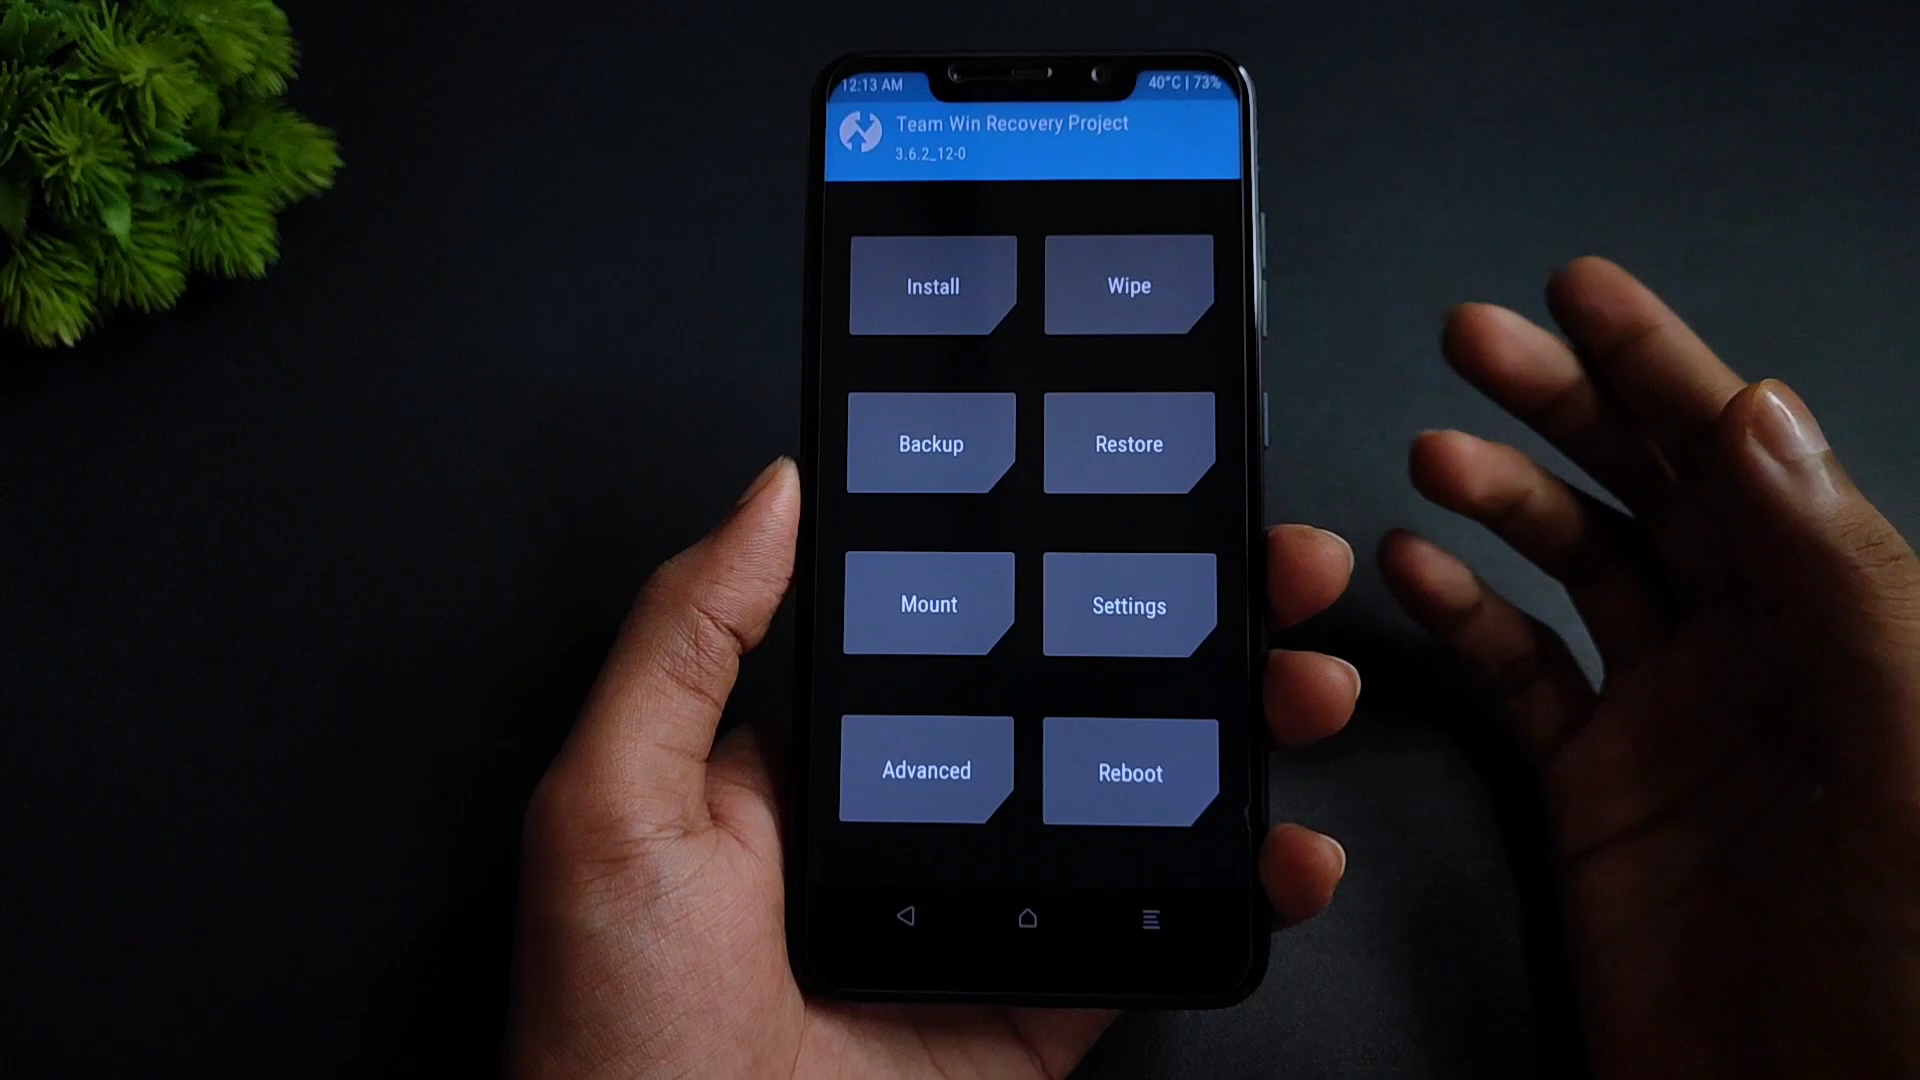 12:13 AM
40°C | 73%
Team Win Recovery Project
3.6.2_12-0
Install
Wipe
Backup
Restore
Mount
Settings
Advanced
Reboot